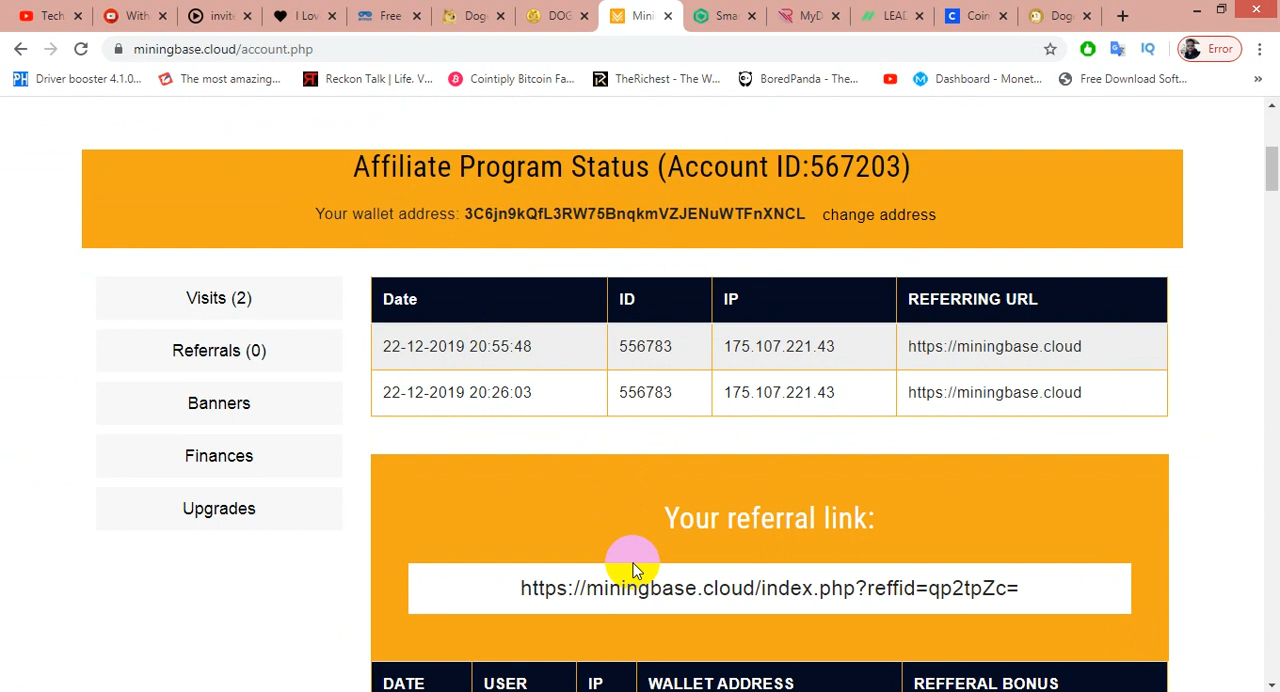 Tech
With
invit
I Lov
Free
Dog
DOG
Mini
Sma
MyD
LEAD
Coin
Dog
miningbase.cloud/account.php
IQ
Error
Driver booster 4.1.0...
The most amazing...
Reckon Talk | Life. V...
Cointiply Bitcoin Fa...
TheRichest - The W...
BoredPanda - The...
Dashboard - Monet...
Free Download Soft...
Affiliate Program Status (Account ID:567203)
Your wallet address: 3C6jn9kQfL3RW75BnqkmVZJENuWTFnXNCL change address
Visits (2)
Referrals (0)
Banners
Finances
Upgrades
Date ID IP REFERRING URL
22-12-2019 20:55:48 556783 175.107.221.43 https://miningbase.cloud
22-12-2019 20:26:03 556783 175.107.221.43 https://miningbase.cloud
Your referral link:
https://miningbase.cloud/index.php?reffid=qp2tpZc=
DATE USER IP WALLET ADDRESS REFFERAL BONUS